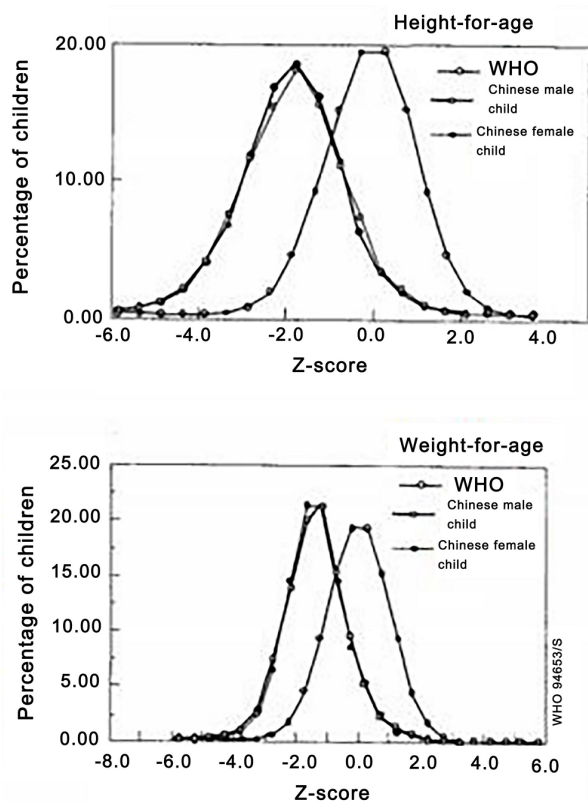 Height-for-age
20.00
10.00
0.00
Percentage of children
WHO
Chinese male
child
Chinese female
child
-6.0 -4.0 -2.0 0.0 2.0 4.0
Z-score
Weight-for-age
25.00
20.00
15.00
10.00
5.00
0.00
Percentage of children
WHO
Chinese male
child
Chinese female
child
WHO 94653/S
-8.0 -6.0 -4.0 -2.0 0.0 2.0 4.0 6.0
Z-score